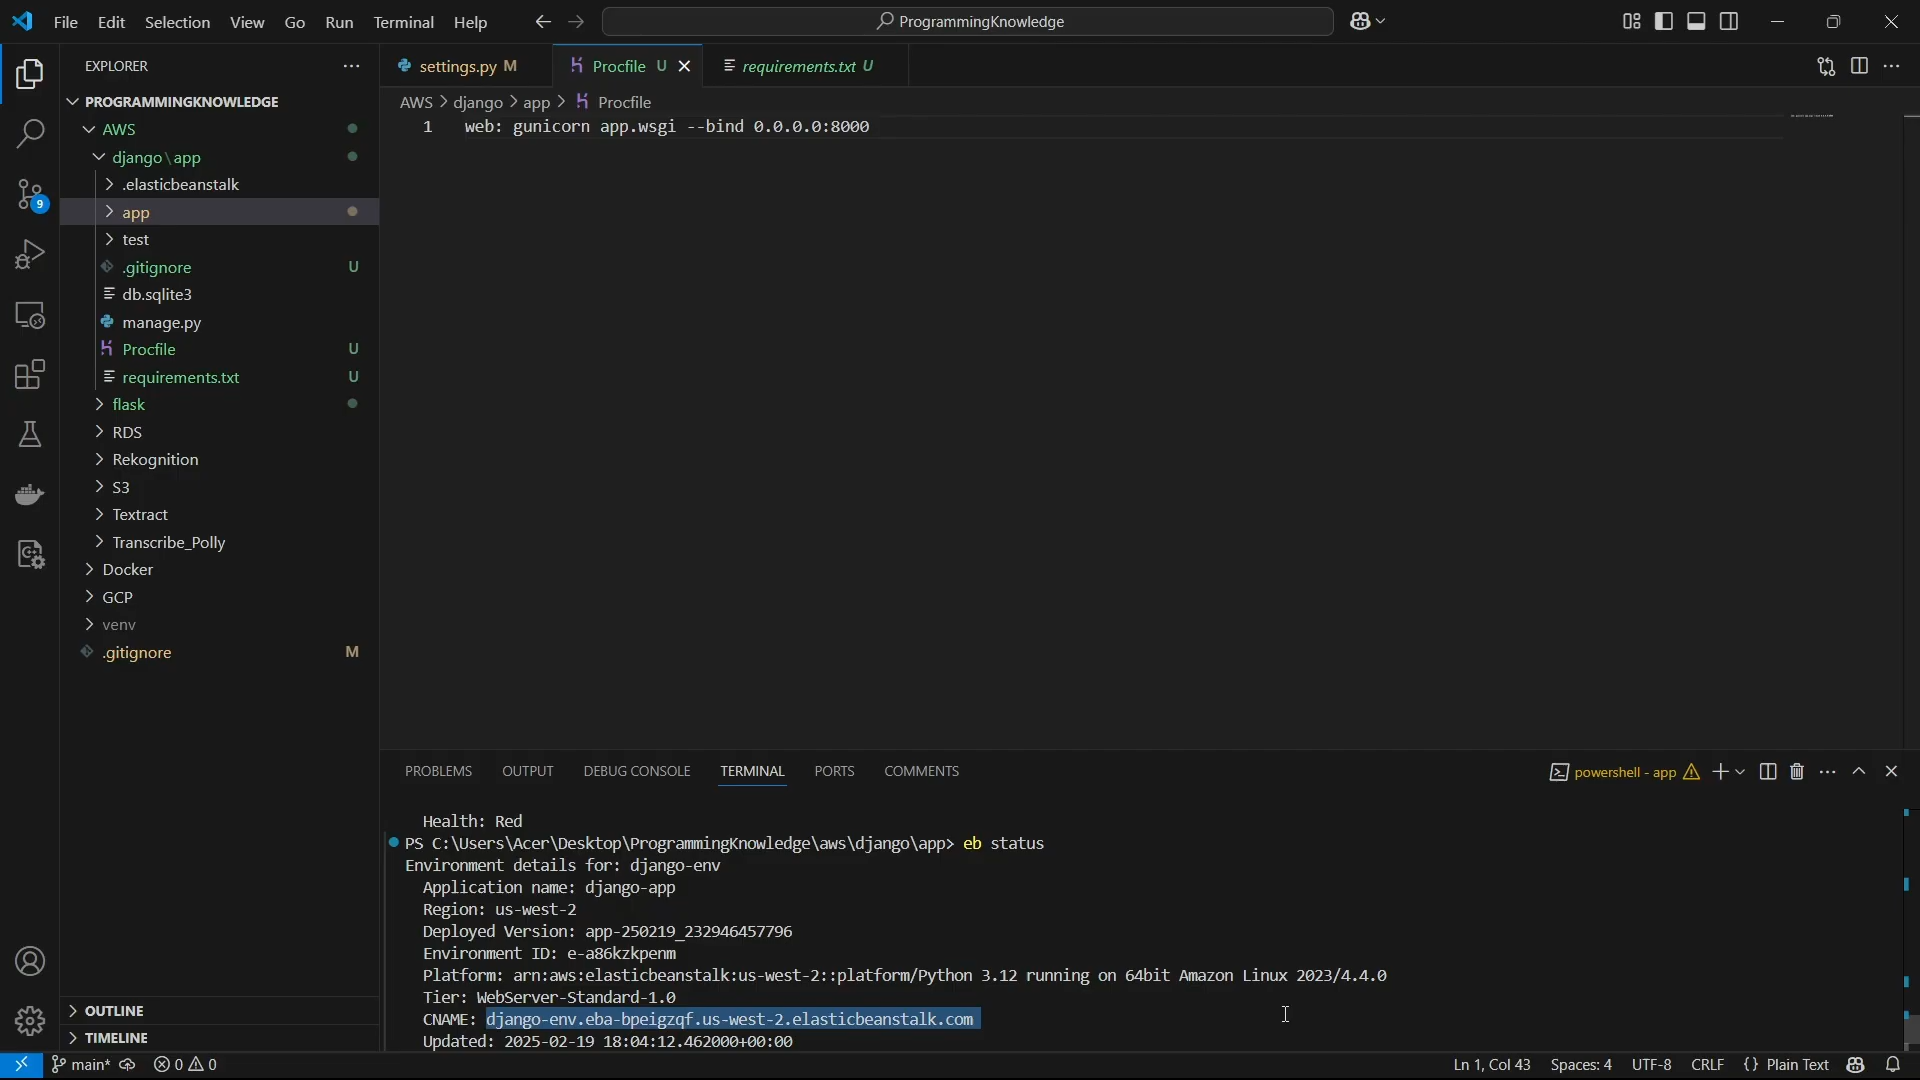 File Edit Selection View Go Run Terminal Help
ProgrammingKnowledge
EXPLORER
PROGRAMMINGKNOWLEDGE
AWS
django\app
.elasticbeanstalk
app
test
.gitignore U
db.sqlite3
manage.py
Procfile U
requirements.txt U
flask
RDS
Rekognition
S3
Textract
Transcribe_Polly
Docker
GCP
venv
.gitignore M
OUTLINE
TIMELINE
9
settings.py M Procfile U requirements.txt U
AWS > django > app > Procfile
1 web: gunicorn app.wsgi --bind 0.0.0.0:8000
PROBLEMS OUTPUT DEBUG CONSOLE TERMINAL PORTS COMMENTS
powershell - app
Health: Red
PS C:\Users\Acer\Desktop\ProgrammingKnowledge\aws\django\app> eb status
Environment details for: django-env
Application name: django-app
Region: us-west-2
Deployed Version: app-250219_232946457796
Environment ID: e-a86kzkpenm
Platform: arn:aws:elasticbeanstalk:us-west-2::platform/Python 3.12 running on 64bit Amazon Linux 2023/4.4.0
Tier: WebServer-Standard-1.0
CNAME: django-env.eba-bpeigzqf.us-west-2.elasticbeanstalk.com
Updated: 2025-02-19 18:04:12.462000+00:00
main* 0 0
Ln 1, Col 43 Spaces: 4 UTF-8 CRLF {} Plain Text